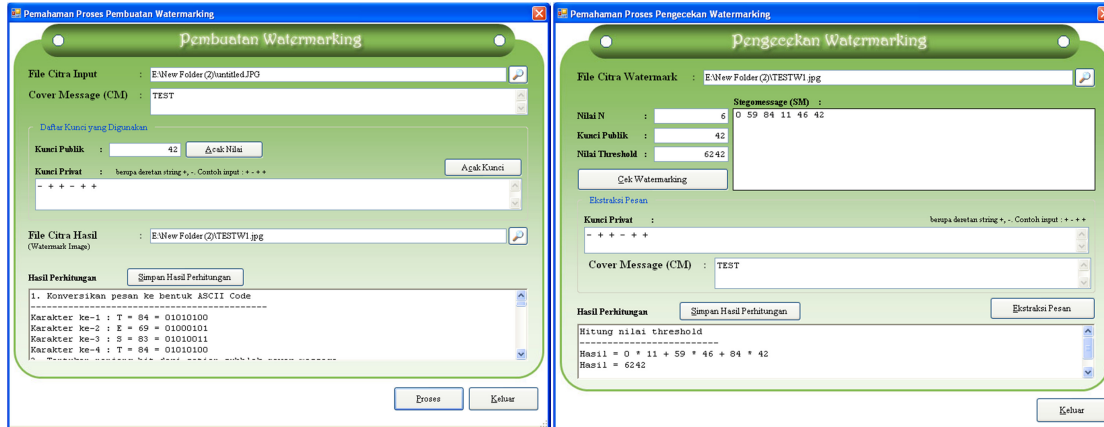 Pemahaman Proses Pembuatan Watermarking
Pembuatan Watermarking
File Citra Input : E:\New Folder (2)\untitled.JPG
Cover Message (CM) : TEST
Daftar Kunci yang Digunakan
Kunci Publik : 42 Acak Nilai
Kunci Privat : berupa deretan string +, -. Contoh input : + - + + Acak Kunci
- + + - + +
File Citra Hasil : E:\New Folder (2)\TESTW1.jpg
(Watermark Image)
Hasil Perhitungan Simpan Hasil Perhitungan
1. Konversikan pesan ke bentuk ASCII Code
-----------------------------------------
Karakter ke-1 : T = 84 = 01010100
Karakter ke-2 : E = 69 = 01000101
Karakter ke-3 : S = 83 = 01010011
Karakter ke-4 : T = 84 = 01010100
Proses Keluar
Pemahaman Proses Pengecekan Watermarking
Pengecekan Watermarking
File Citra Watermark : E:\New Folder (2)\TESTW1.jpg
Stegomessage (SM) :
Nilai N : 6 0 59 84 11 46 42
Kunci Publik : 42
Nilai Threshold : 6242
Cek Watermarking
Ekstraksi Pesan
Kunci Privat : berupa deretan string +, -. Contoh input : + - + +
- + + - + +
Cover Message (CM) : TEST
Hasil Perhitungan Simpan Hasil Perhitungan Ekstraksi Pesan
Hitung nilai threshold
------------------------
Hasil = 0 * 11 + 59 * 46 + 84 * 42
Hasil = 6242
Keluar